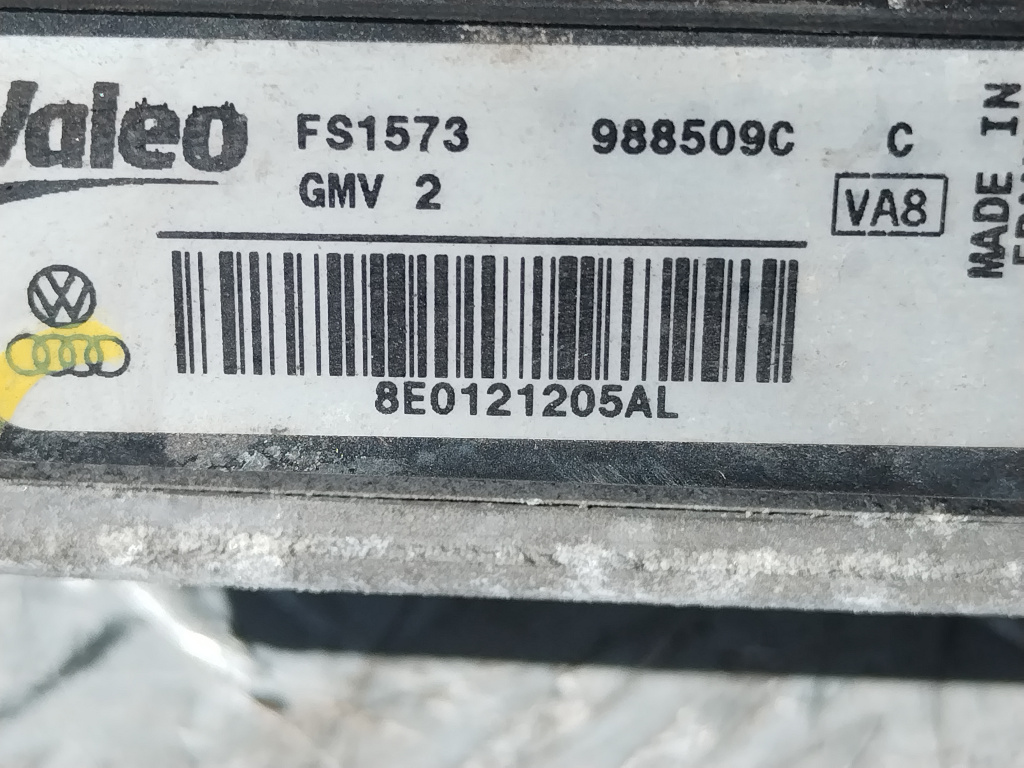 Valeo FS1573 988509C C
GMV 2 VA8
8E0121205AL
MADE IN